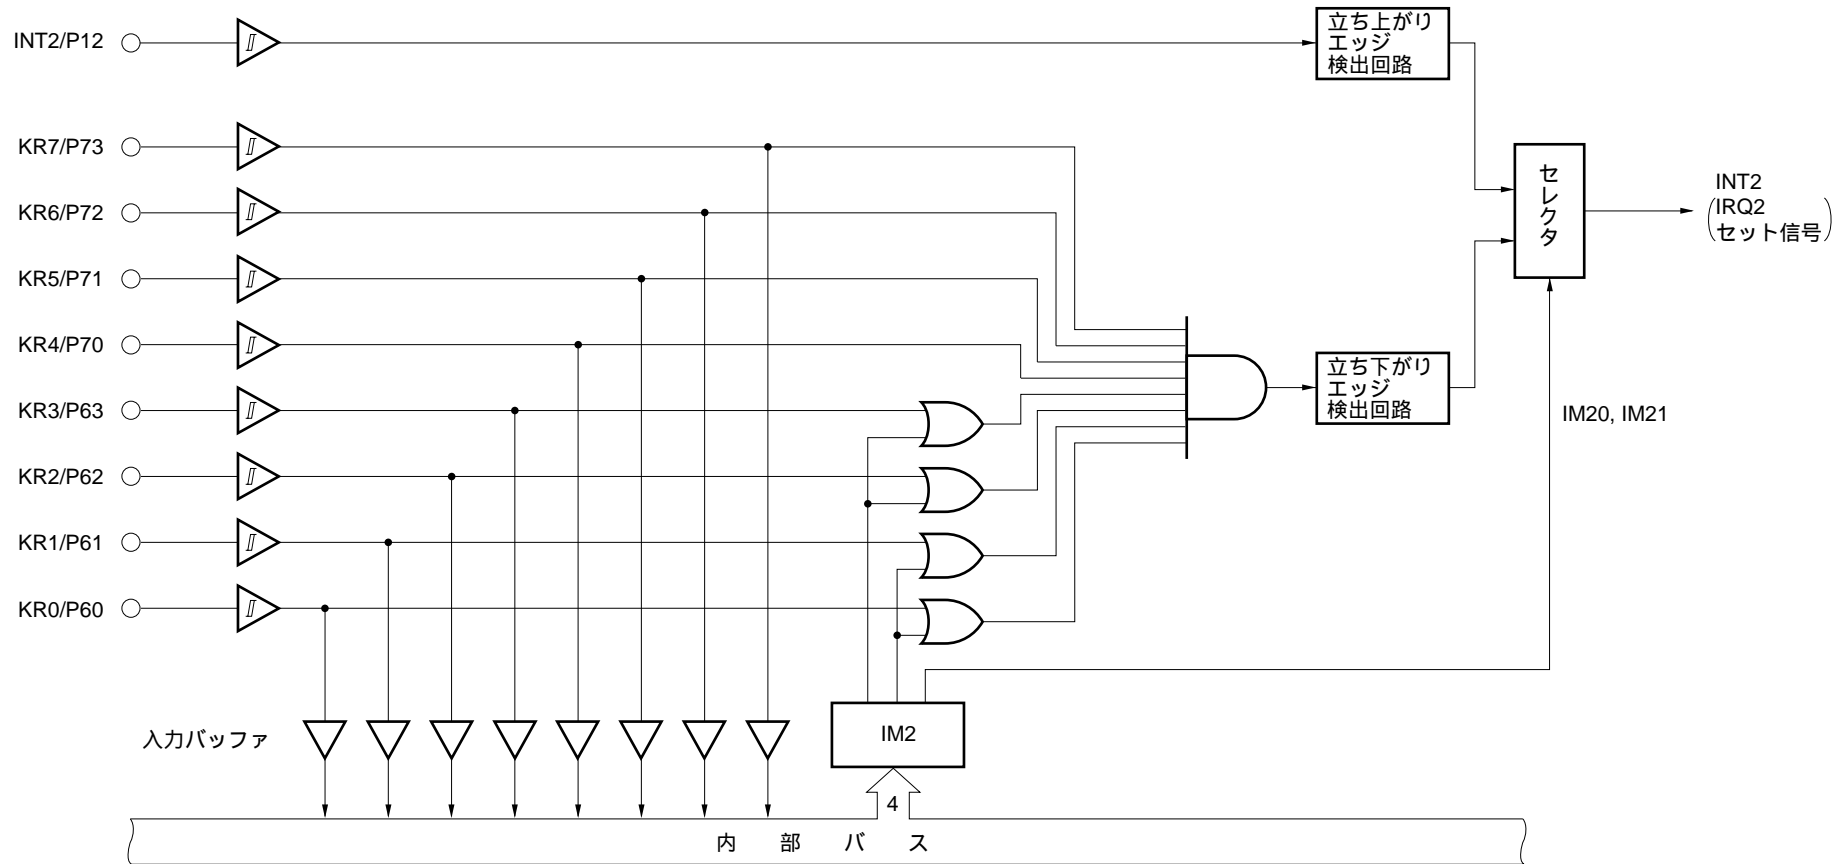 INT2/P12
立ち上がり
エッジ
検出回路
KR7/P73
KR6/P72
KR5/P71
KR4/P70
KR3/P63
KR2/P62
KR1/P61
KR0/P60
セレクタ
INT2
(IRQ2
セット信号)
立ち下がり
エッジ
検出回路
IM20, IM21
入力バッファ
IM2
4
内部バス